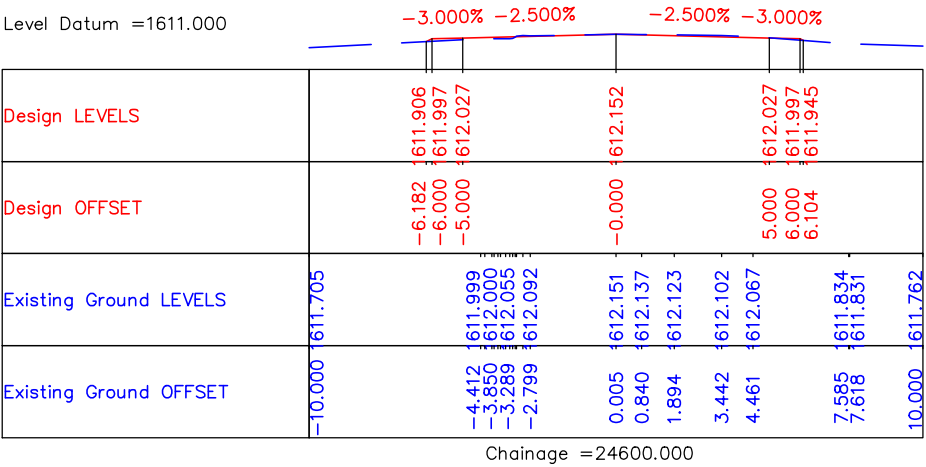 −3.000% −2.500% −2.500% −3.000%
Level Datum =1611.000
Design LEVELS 1611.906 1611.997 1612.027 1612.152 1612.027 1611.997 1611.945
Design OFFSET −6.182 −6.000 −5.000 −0.000 5.000 6.000 6.104
Existing Ground LEVELS 1611.705 1611.999 1612.000 1612.055 1612.092 1612.151 1612.137 1612.123 1612.102 1612.067 1611.834 1611.831 1611.762
Existing Ground OFFSET −10.000 −4.412 −3.850 −3.289 −2.799 0.005 0.840 1.894 3.442 4.461 7.585 7.618 10.000
Chainage =24600.000